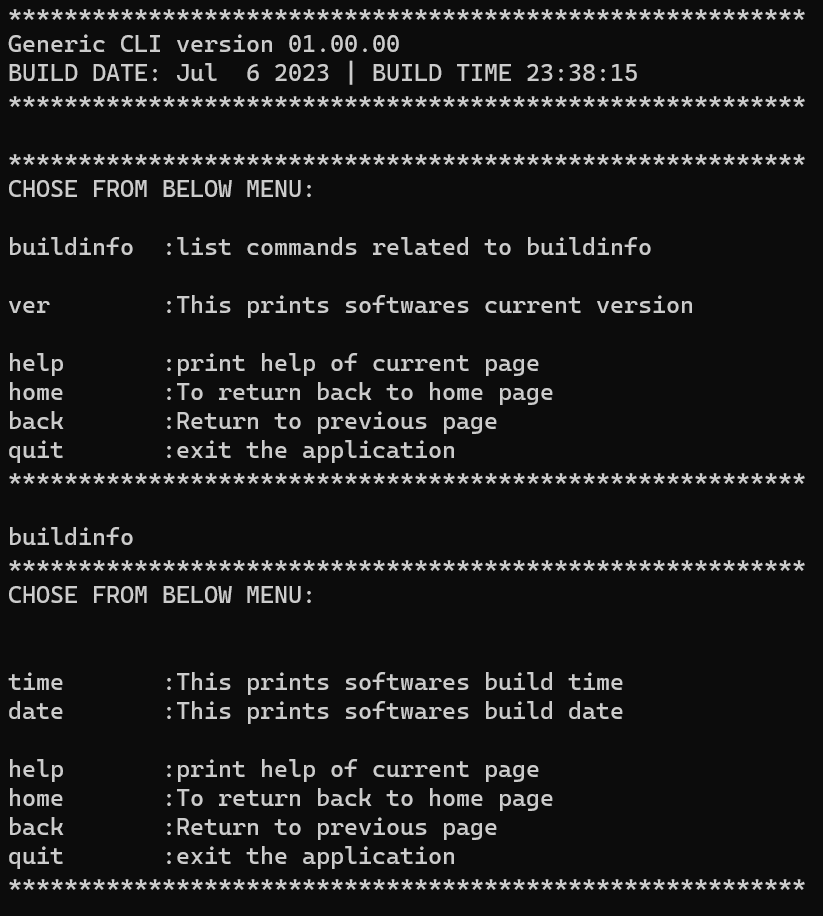 *********************************************************
Generic CLI version 01.00.00
BUILD DATE: Jul  6 2023 | BUILD TIME 23:38:15
*********************************************************

*********************************************************
CHOSE FROM BELOW MENU:

buildinfo  :list commands related to buildinfo

ver        :This prints softwares current version

help       :print help of current page
home       :To return back to home page
back       :Return to previous page
quit       :exit the application
*********************************************************

buildinfo
*********************************************************
CHOSE FROM BELOW MENU:


time       :This prints softwares build time
date       :This prints softwares build date

help       :print help of current page
home       :To return back to home page
back       :Return to previous page
quit       :exit the application
*********************************************************